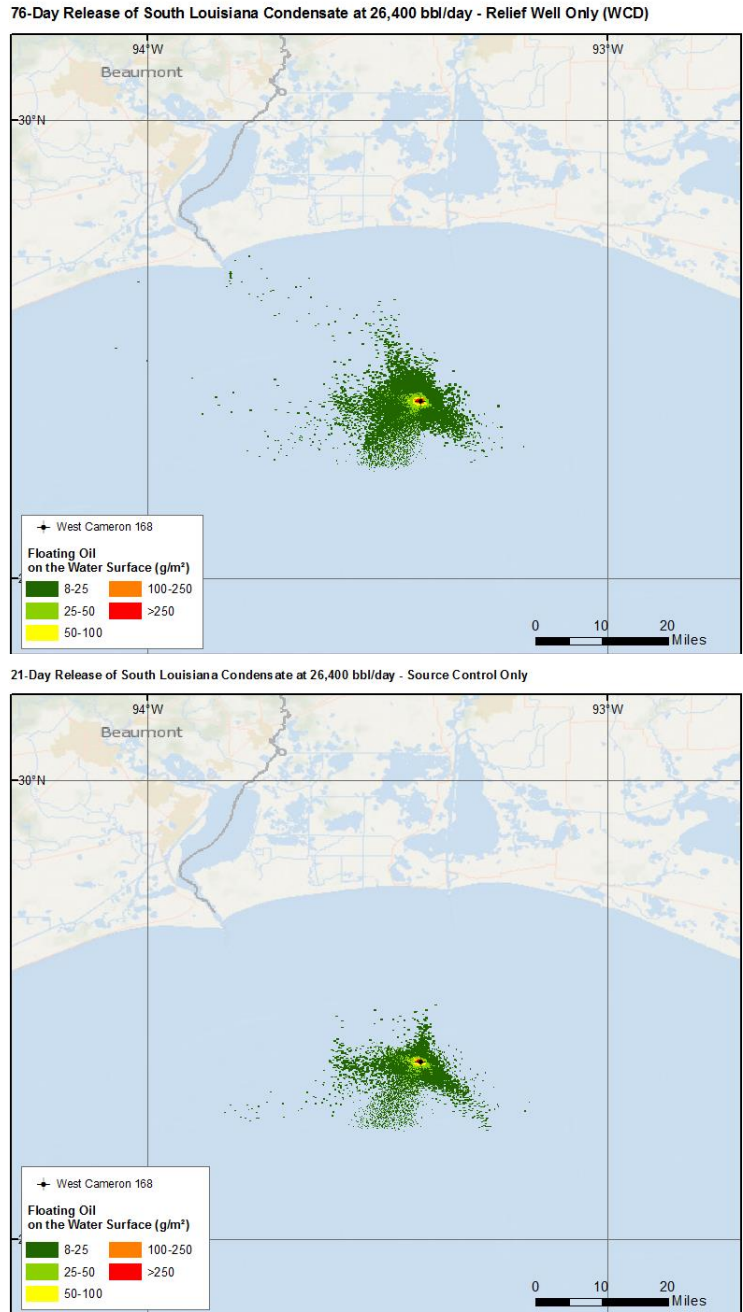 76-Day Release of South Louisiana Condensate at 26,400 bbl/day - Relief Well Only (WCD)
94°W
93°W
Beaumont
30°N
West Cameron 168
Floating Oil
on the Water Surface (g/m²)
8-25
100-250
25-50
>250
50-100
0 10 20
Miles
21-Day Release of South Louisiana Condensate at 26,400 bbl/day - Source Control Only
94°W
93°W
Beaumont
30°N
West Cameron 168
Floating Oil
on the Water Surface (g/m²)
8-25
100-250
25-50
>250
50-100
0 10 20
Miles